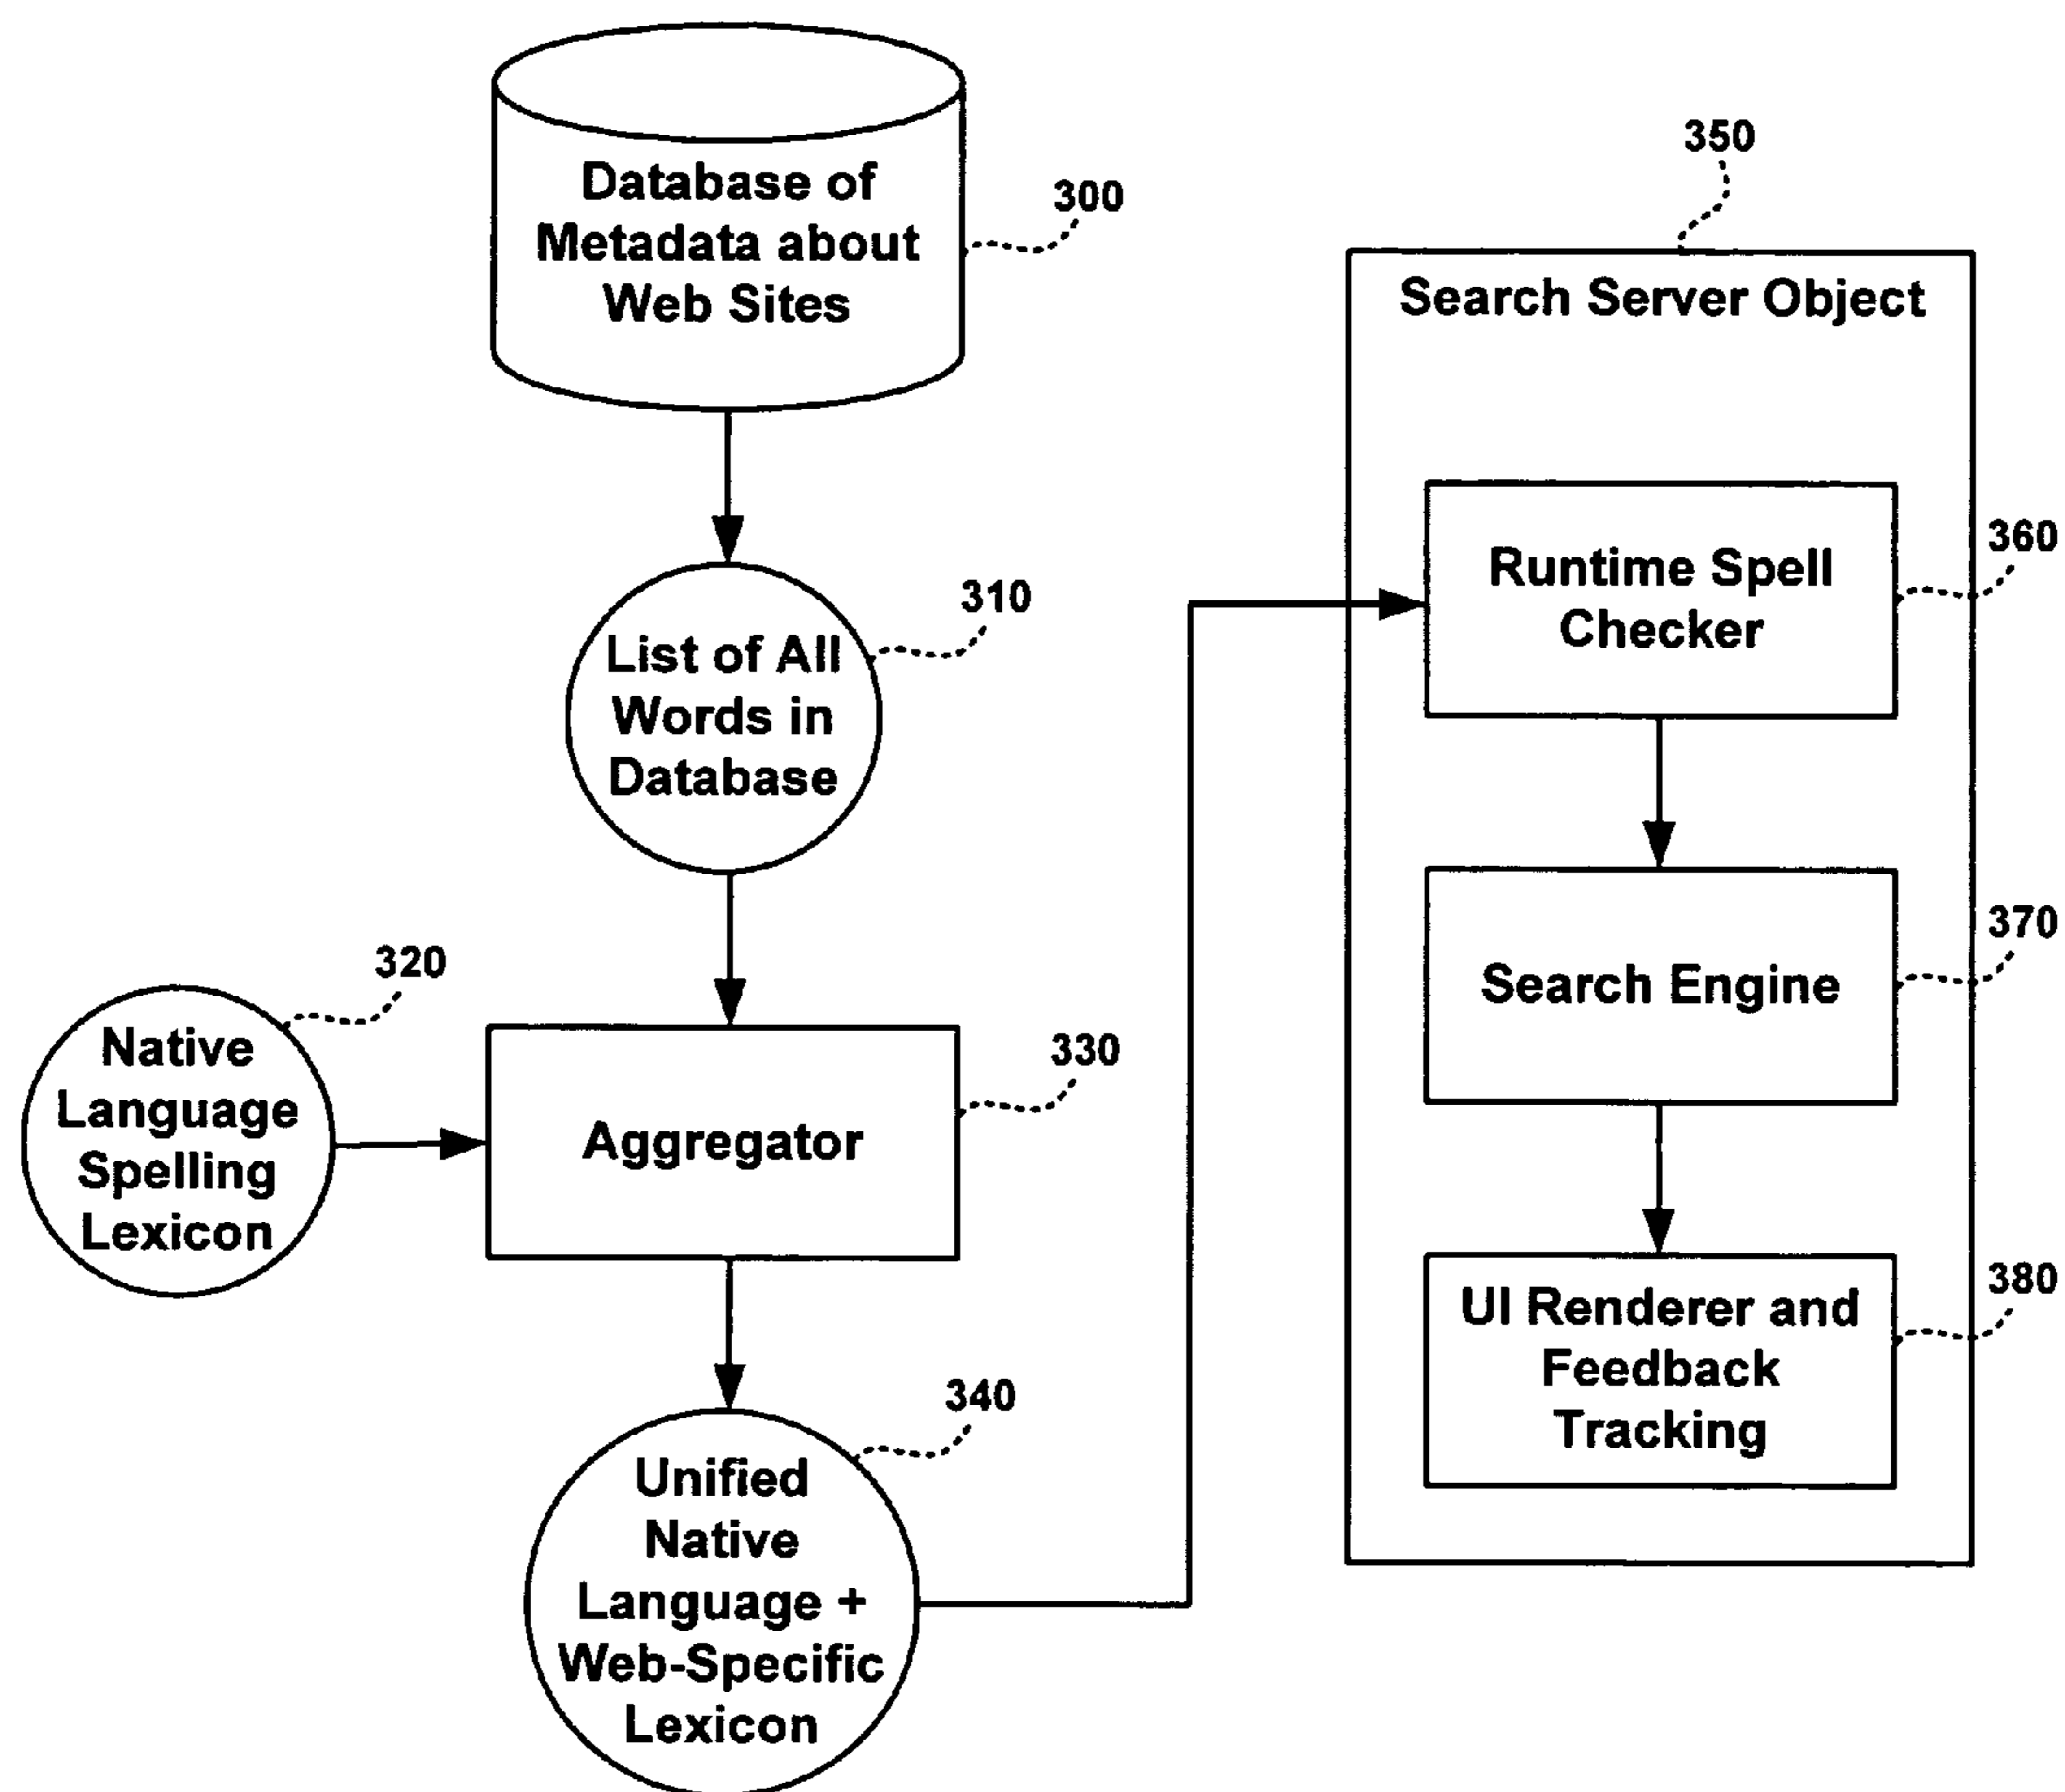 Database of
Metadata about
Web Sites
300
List of All
Words in
Database
310
Native
Language
Spelling
Lexicon
320
Aggregator
330
Unified
Native
Language +
Web-Specific
Lexicon
340
350
Search Server Object
Runtime Spell
Checker
360
Search Engine
370
UI Renderer and
Feedback
Tracking
380